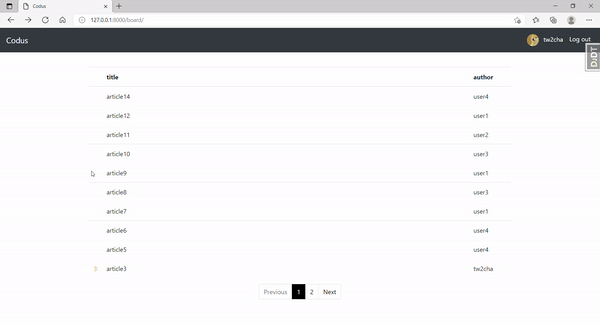 Codus
127.0.0.1:8000/board/
Codus tw2cha Log out
DJDT
title author
article14 user4
article12 user1
article11 user2
article10 user3
article9 user1
article8 user3
article7 user1
article6 user4
article5 user4
3 article3 tw2cha
Previous 1 2 Next